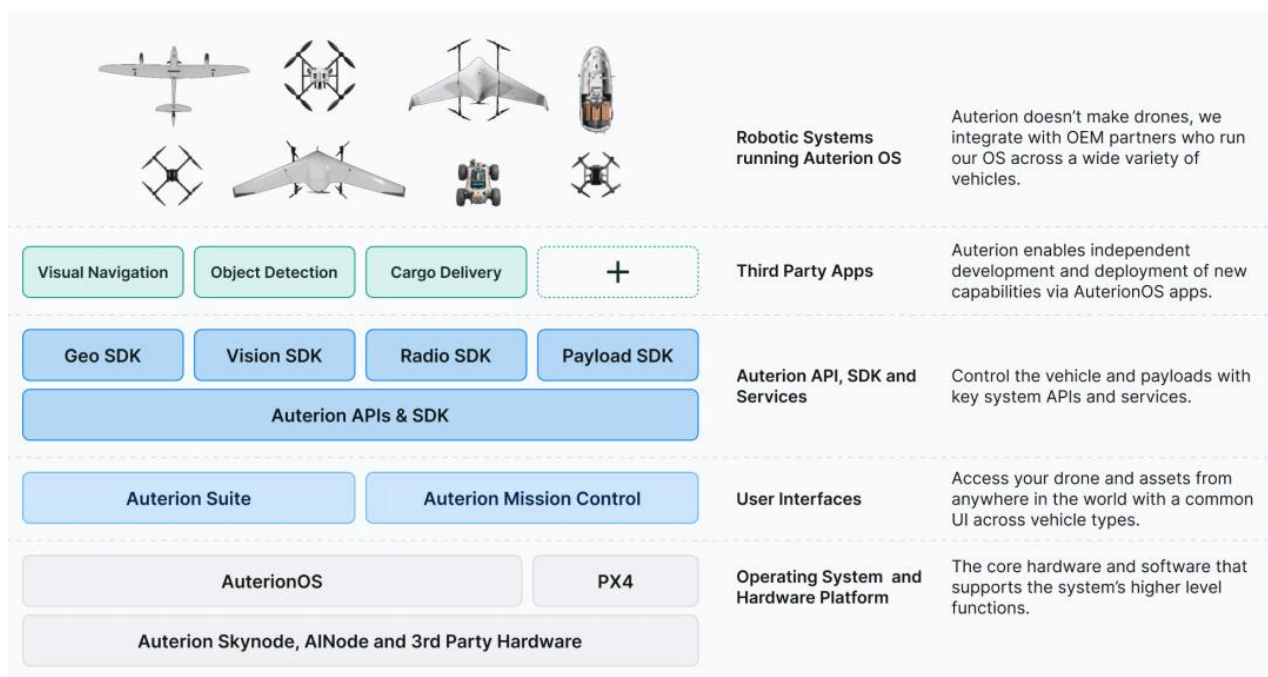 Robotic Systems
running Auterion OS
Auterion doesn’t make drones, we
integrate with OEM partners who run
our OS across a wide variety of
vehicles.
Visual Navigation
Object Detection
Cargo Delivery
+
Third Party Apps
Auterion enables independent
development and deployment of new
capabilities via AuterionOS apps.
Geo SDK
Vision SDK
Radio SDK
Payload SDK
Auterion APIs & SDK
Auterion API, SDK and
Services
Control the vehicle and payloads with
key system APIs and services.
Auterion Suite
Auterion Mission Control
User Interfaces
Access your drone and assets from
anywhere in the world with a common
UI across vehicle types.
AuterionOS
PX4
Auterion Skynode, AINode and 3rd Party Hardware
Operating System and
Hardware Platform
The core hardware and software that
supports the system’s higher level
functions.